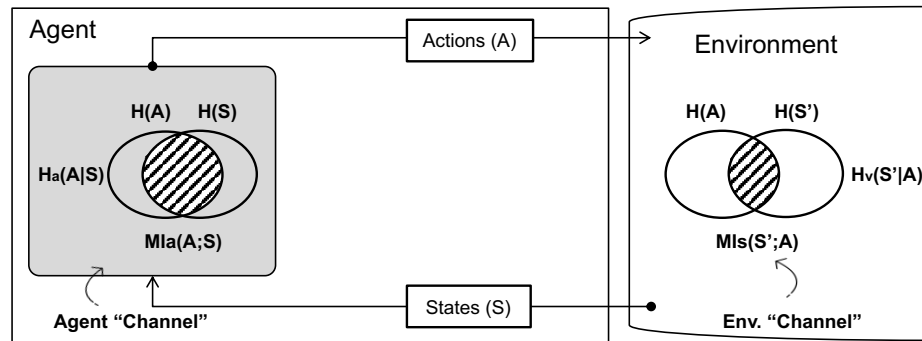 Agent
Actions (A)
Environment
H(A)
H(S)
Ha(A|S)
MIa(A;S)
H(A)
H(S’)
Hv(S’|A)
MIs(S’;A)
Agent “Channel”
States (S)
Env. “Channel”